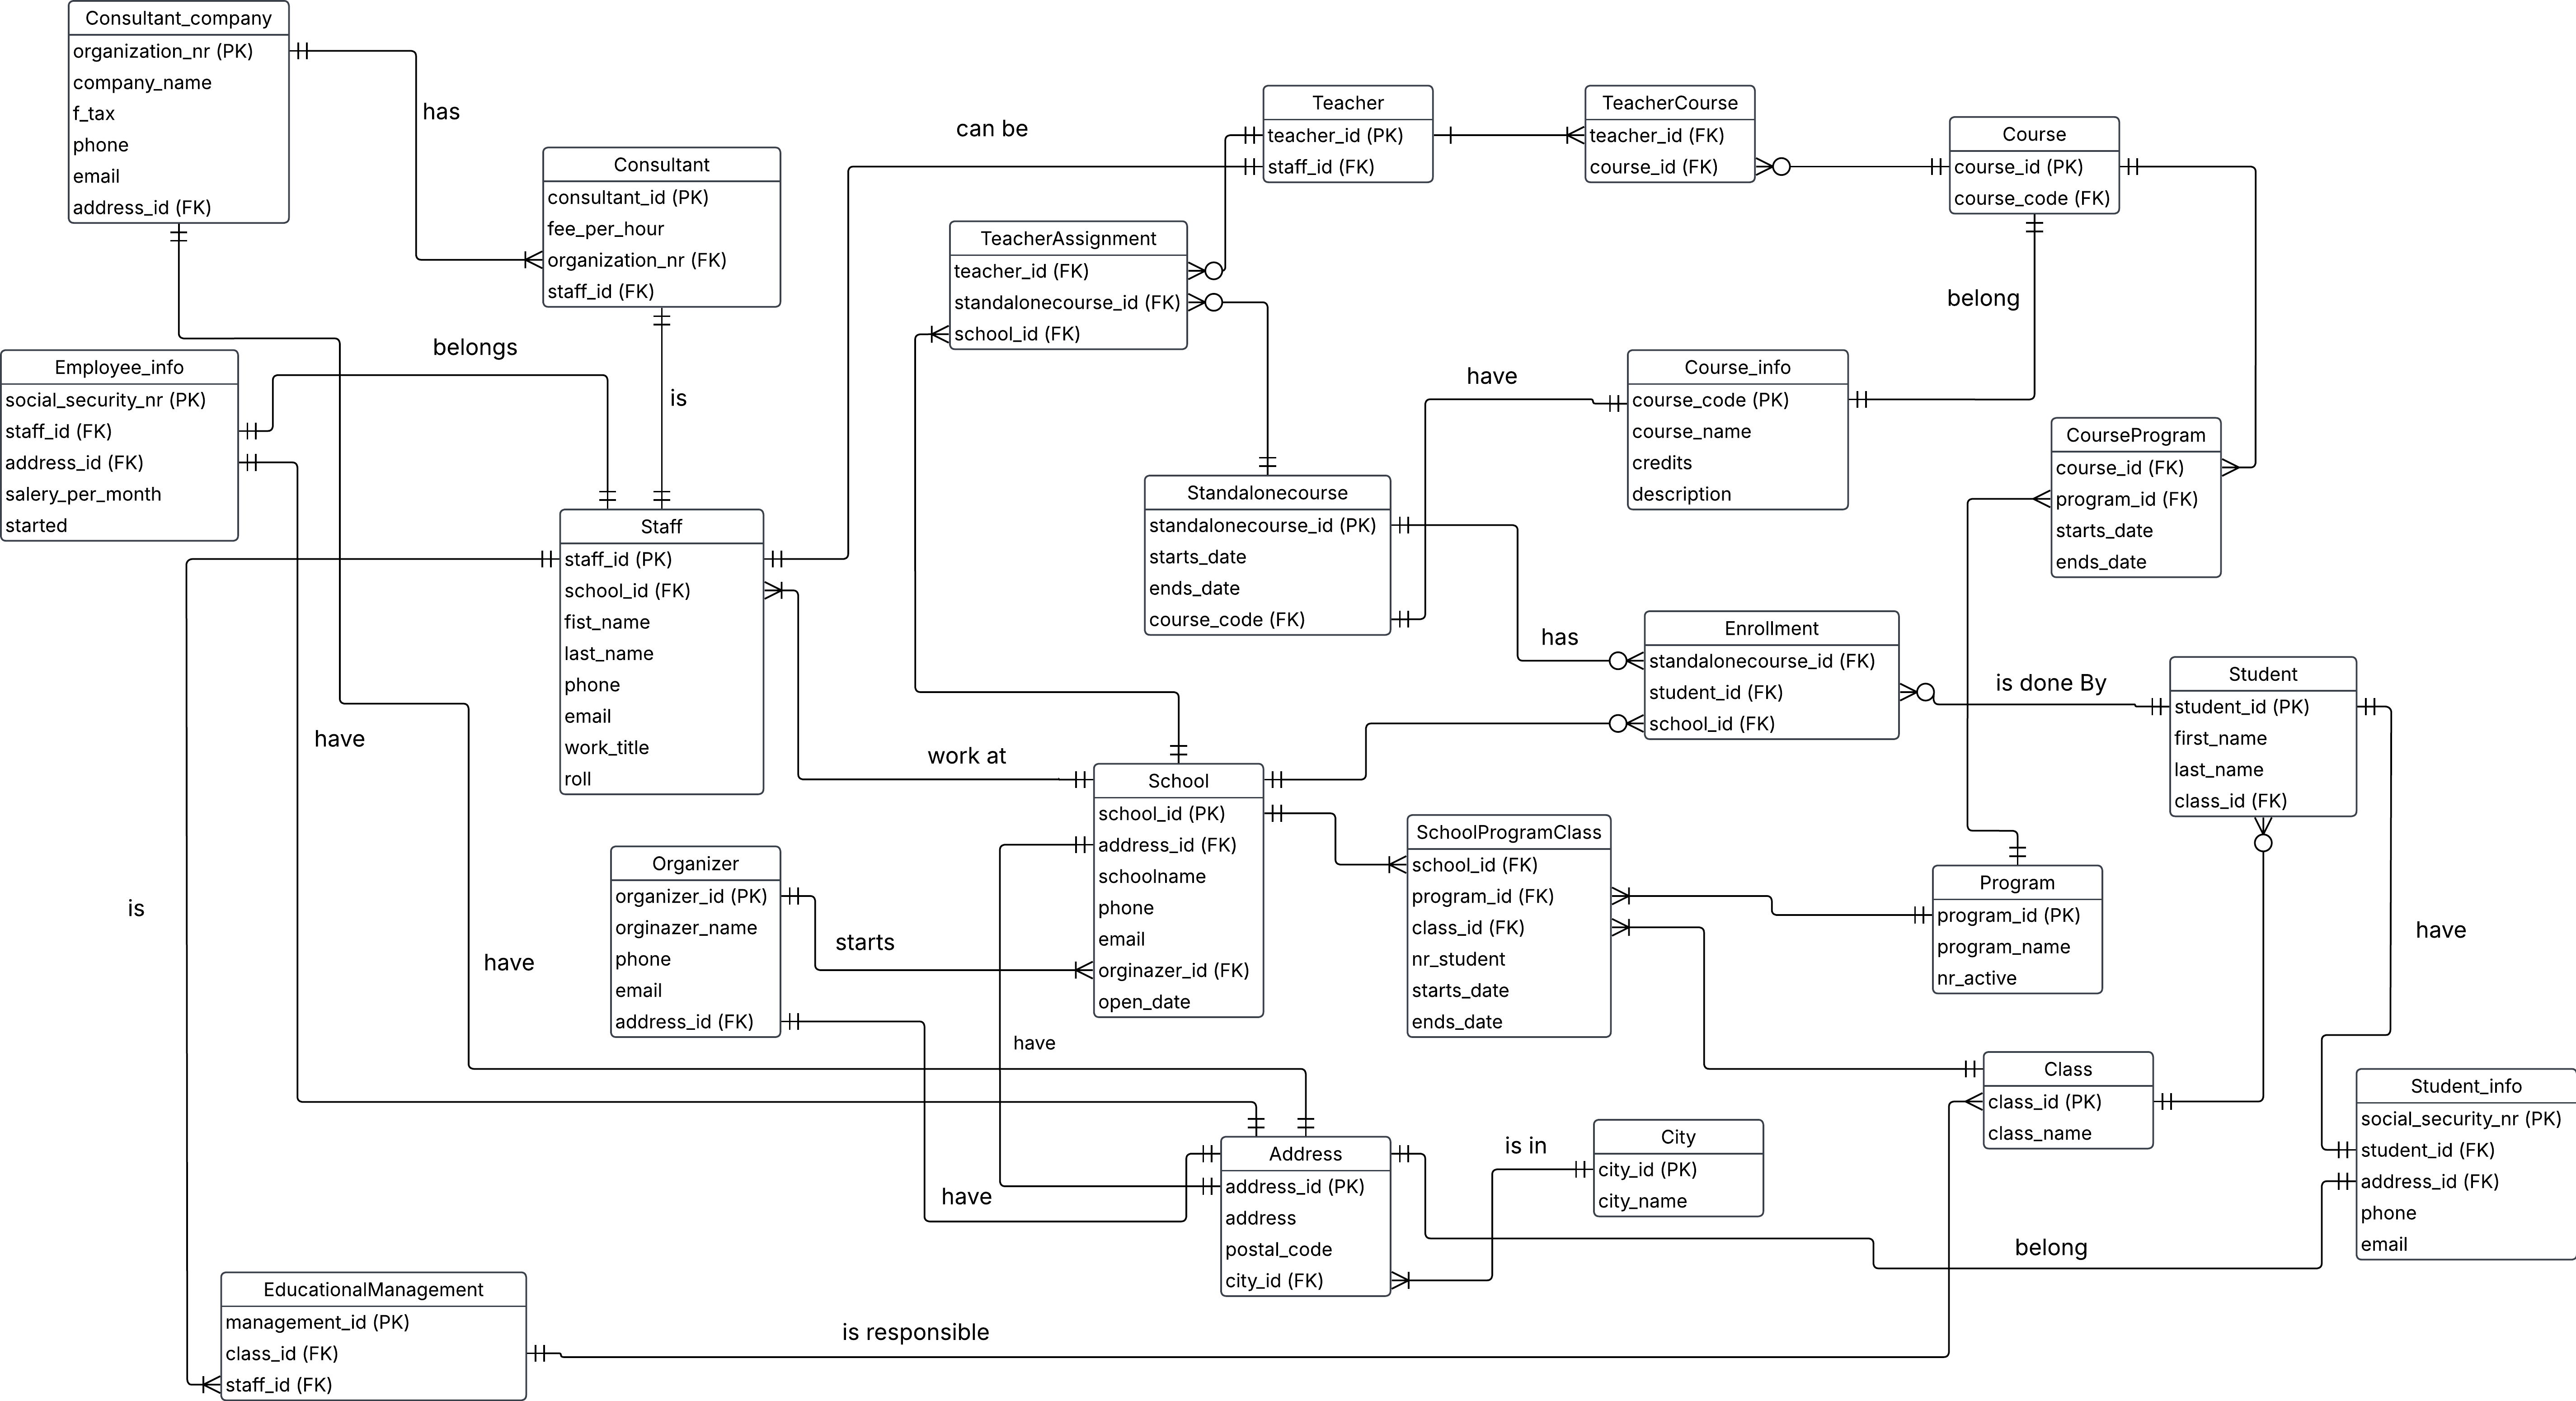 Consultant_company
organization_nr (PK)
company_name
f_tax
phone
email
address_id (FK)
has
Consultant
consultant_id (PK)
fee_per_hour
organization_nr (FK)
staff_id (FK)
can be
Teacher
teacher_id (PK)
staff_id (FK)
TeacherCourse
teacher_id (FK)
course_id (FK)
Course
course_id (PK)
course_code (FK)
TeacherAssignment
teacher_id (FK)
standalonecourse_id (FK)
school_id (FK)
belong
Employee_info
social_security_nr (PK)
staff_id (FK)
address_id (FK)
salery_per_month
started
belongs
is
have
Course_info
course_code (PK)
course_name
credits
description
CourseProgram
course_id (FK)
program_id (FK)
starts_date
ends_date
Standalonecourse
standalonecourse_id (PK)
starts_date
ends_date
course_code (FK)
Staff
staff_id (PK)
school_id (FK)
fist_name
last_name
phone
email
work_title
roll
has
Enrollment
standalonecourse_id (FK)
student_id (FK)
school_id (FK)
is done By
Student
student_id (PK)
first_name
last_name
class_id (FK)
have
work at
School
school_id (PK)
address_id (FK)
schoolname
phone
email
orginazer_id (FK)
open_date
SchoolProgramClass
school_id (FK)
program_id (FK)
class_id (FK)
nr_student
starts_date
ends_date
Organizer
organizer_id (PK)
orginazer_name
phone
email
address_id (FK)
starts
Program
program_id (PK)
program_name
nr_active
is
have
have
have
Class
class_id (PK)
class_name
Student_info
social_security_nr (PK)
student_id (FK)
address_id (FK)
phone
email
City
city_id (PK)
city_name
is in
Address
address_id (PK)
address
postal_code
city_id (FK)
have
belong
EducationalManagement
management_id (PK)
class_id (FK)
staff_id (FK)
is responsible